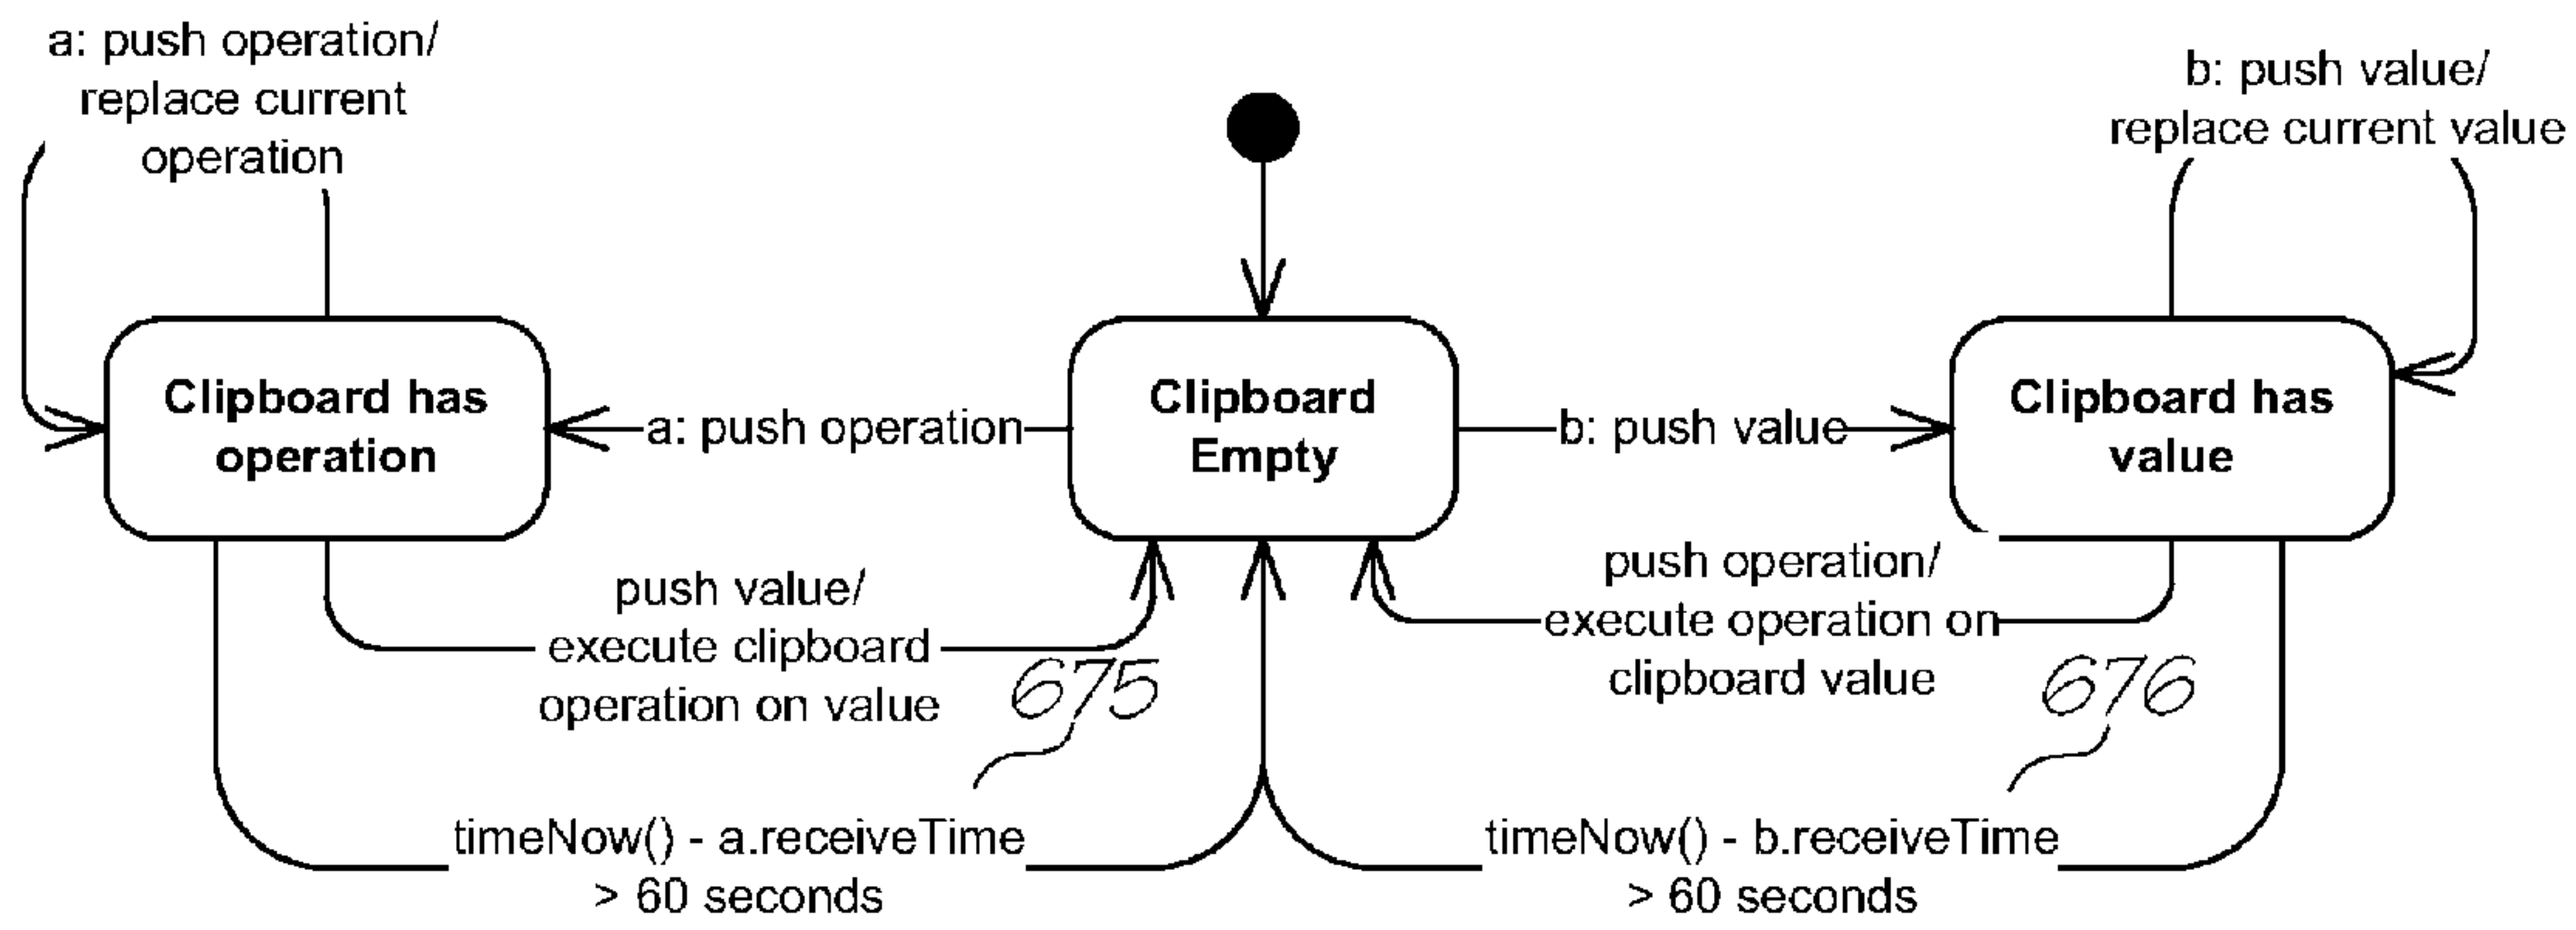 a: push operation/
replace current
operation
b: push value/
replace current value
Clipboard has
operation
a: push operation
Clipboard
Empty
b: push value
Clipboard has
value
push value/
execute clipboard
operation on value
675
push operation/
execute operation on
clipboard value
676
timeNow() - a.receiveTime
> 60 seconds
timeNow() - b.receiveTime
> 60 seconds